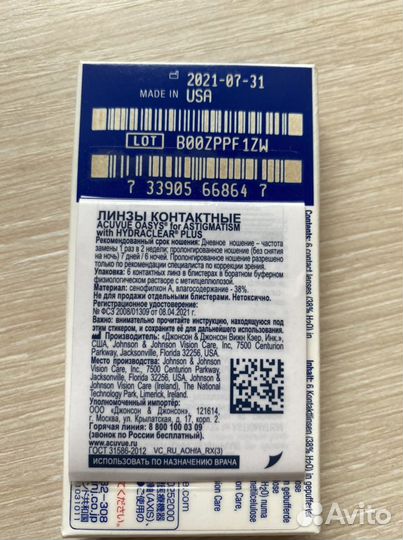 2021-07-31
MADE IN USA
LOT B00ZPPF1ZW
7 33905 66864 7
ЛИНЗЫ КОНТАКТНЫЕ
ACUVUE OASYS® for ASTIGMATISM
with HYDRACLEAR® PLUS
Рекомендованный срок ношения: Дневное ношение – частота
замены 1 раз в 2 недели; пролонгированное ношение (без снятия
на ночь) 7 дней / 6 ночей. Пролонгированное ношение разрешено
только по рекомендации специалиста по коррекции зрения.
Упаковка: 6 контактных линз в блистерах в боратном буферном
физиологическом растворе с метилцеллюлозой.
Материал: сенофилкон А, влагосодержание - 38%.
Не для продажи отдельными блистерами. Нетоксично.
Регистрационное удостоверение:
№ ФСЗ 2008/01309 от 08.04.2021 г.
Важно: внимательно прочитайте инструкцию, находящуюся под
этим стикером, и сохраните её для дальнейшего использования.
Производитель: «Джонсон & Джонсон Вижн Кэер, Инк.»
США, Johnson & Johnson Vision Care, Inc., 7500 Centurion
Parkway, Jacksonville, Florida 32256, USA.
Место производства: Johnson & Johnson
Vision Care, Inc., 7500 Centurion Parkway,
Jacksonville, Florida 32256, USA, Johnson &
Johnson Vision Care (Ireland), The National
Technology Park, Limerick, Ireland.
Уполномоченный импортер:
ООО «Джонсон & Джонсон», 121614,
г. Москва, ул. Крылатская, д. 17, корп. 2.
Горячая линия: 8 800 100 03 09
(звонок по России бесплатный).
www.acuvue.ru
ГОСТ 31586-2012 VC_RU_AOHfA_RX(3)
ИСПОЛЬЗОВАТЬ ПО НАЗНАЧЕНИЮ ВРАЧА
Contents: 6 contact lenses (38% H₂O) in
Inhalt: 6 Kontaktlinsen (38% H₂O) in gepufferter
Avito